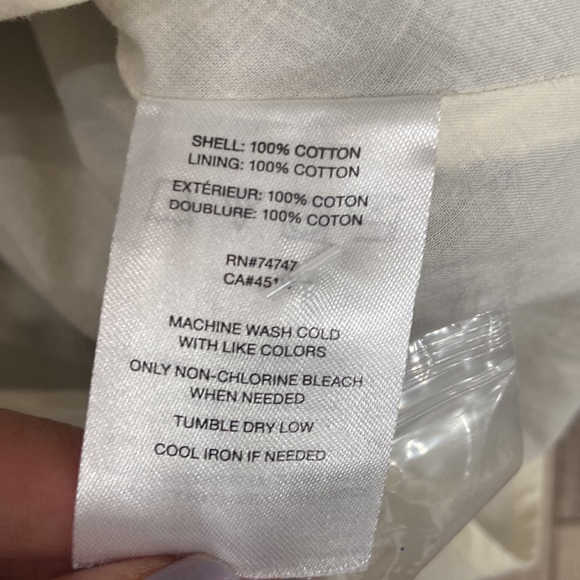 SHELL: 100% COTTON
LINING: 100% COTTON
EXTÉRIEUR: 100% COTON
DOUBLURE: 100% COTON
RN#74747
MACHINE WASH COLD
WITH LIKE COLORS
ONLY NON-CHLORINE BLEACH
WHEN NEEDED
TUMBLE DRY LOW
COOL IRON IF NEEDED